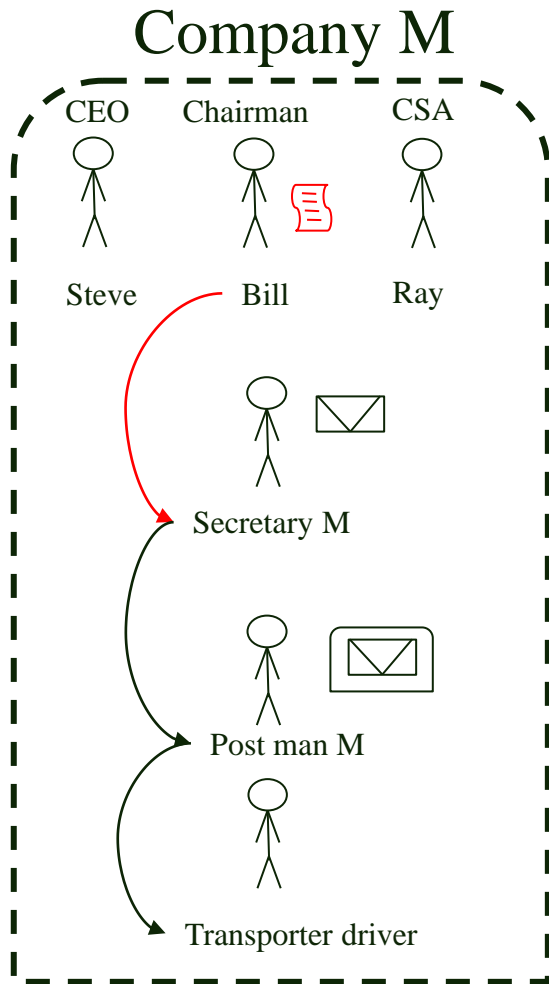 Company M
CEO Chairman CSA
Steve Bill Ray
Secretary M
Post man M
Transporter driver